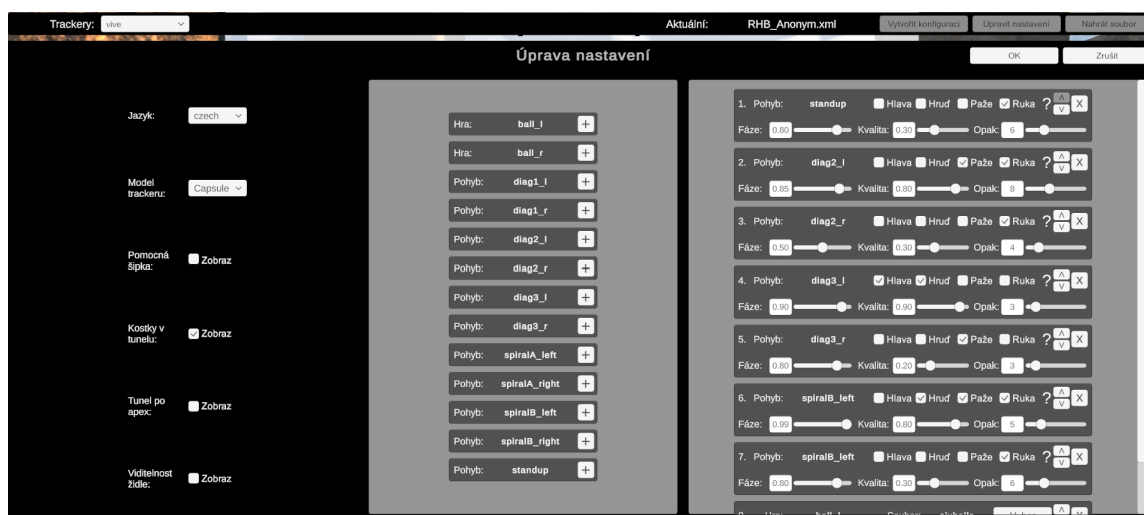 Trackery: vive Aktuální: RHB_Anonym.xml Vytvořit konfiguraci Upravit nastavení Nahrát soubor
Úprava nastavení OK Zrušit
Jazyk: czech
Model trackeru: Capsule
Pomocná šipka: Zobraz
Kostky v tunelu: Zobraz
Tunel po apex: Zobraz
Viditelnost židle: Zobraz
Hra: ball_l +
Hra: ball_r +
Pohyb: diag1_l +
Pohyb: diag1_r +
Pohyb: diag2_l +
Pohyb: diag2_r +
Pohyb: diag3_l +
Pohyb: diag3_r +
Pohyb: spiralA_left +
Pohyb: spiralA_right +
Pohyb: spiralB_left +
Pohyb: spiralB_right +
Pohyb: standup +
1. Pohyb: standup Hlava Hruď Paže Ruka ? Λ V X
Fáze: 0.80 Kvalita: 0.30 Opak: 6
2. Pohyb: diag2_l Hlava Hruď Paže Ruka ? Λ V X
Fáze: 0.85 Kvalita: 0.80 Opak: 8
3. Pohyb: diag2_r Hlava Hruď Paže Ruka ? Λ V X
Fáze: 0.50 Kvalita: 0.30 Opak: 4
4. Pohyb: diag3_l Hlava Hruď Paže Ruka ? Λ V X
Fáze: 0.90 Kvalita: 0.90 Opak: 3
5. Pohyb: diag3_r Hlava Hruď Paže Ruka ? Λ V X
Fáze: 0.80 Kvalita: 0.20 Opak: 3
6. Pohyb: spiralB_left Hlava Hruď Paže Ruka ? Λ V X
Fáze: 0.99 Kvalita: 0.80 Opak: 5
7. Pohyb: spiralB_left Hlava Hruď Paže Ruka ? Λ V X
Fáze: 0.80 Kvalita: 0.30 Opak: 6